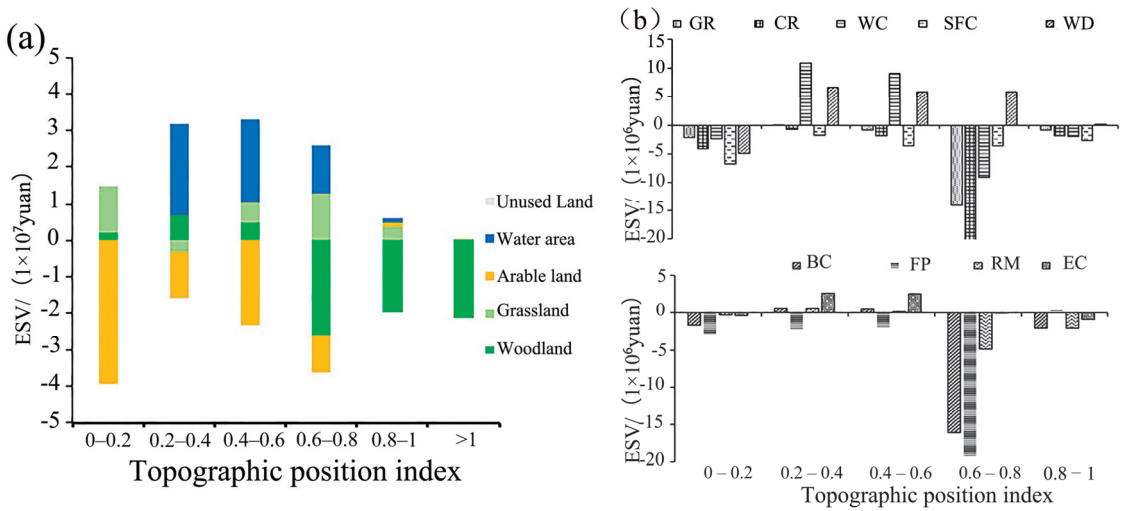 (a)
ESV/（1×10⁷yuan）
5
4
3
2
1
0
-1
-2
-3
-4
-5
0–0.2 0.2–0.4 0.4–0.6 0.6–0.8 0.8–1 >1
Topographic position index
Unused Land
Water area
Arable land
Grassland
Woodland
（b）
GR CR WC SFC WD
ESV/（1×10⁶yuan）
15
10
5
0
-5
-10
-15
-20
BC FP RM EC
ESV/（1×10⁶yuan）
5
0
-5
-10
-15
-20
0 – 0.2 0.2 – 0.4 0.4 – 0.6 0.6 – 0.8 0.8 – 1
Topographic position index